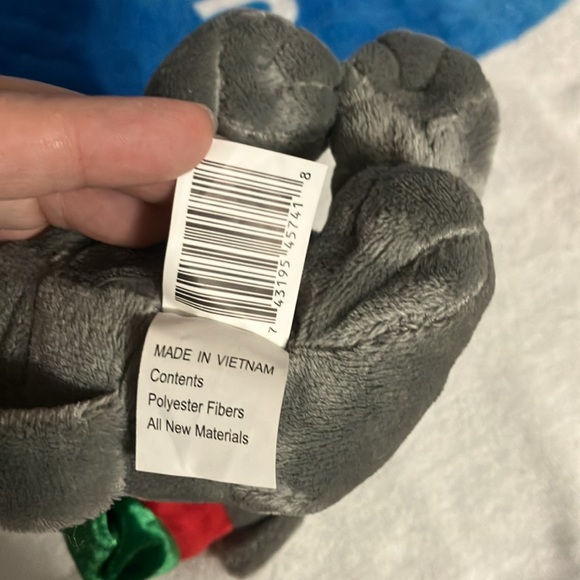 7 43195 45741 8
MADE IN VIETNAM
Contents
Polyester Fibers
All New Materials